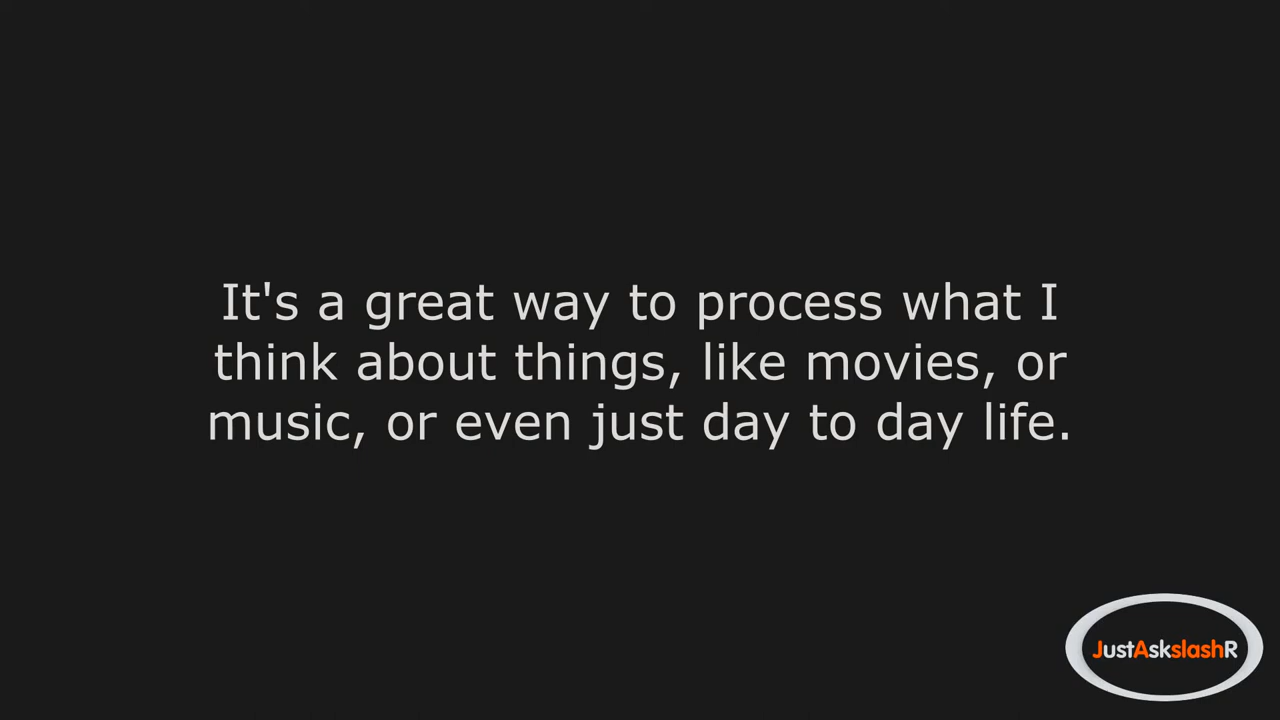 It's a great way to process what I
think about things, like movies, or
music, or even just day to day life.
JustAskslashR